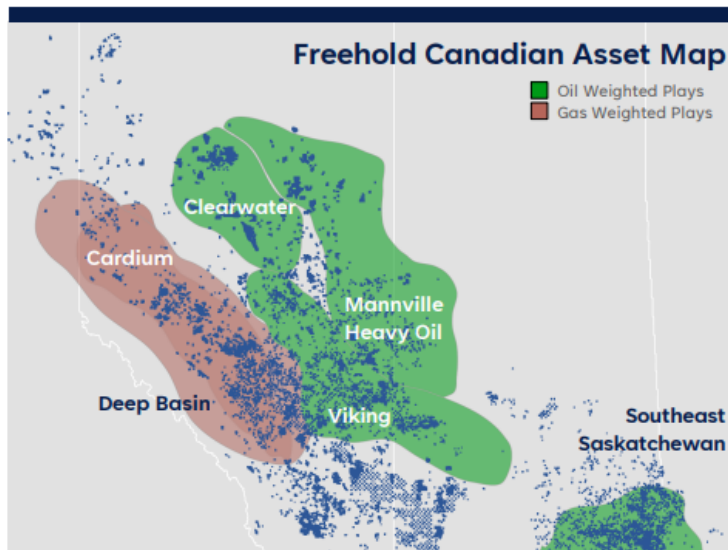 Freehold Canadian Asset Map
Oil Weighted Plays
Gas Weighted Plays
Clearwater
Cardium
Mannville
Heavy Oil
Deep Basin
Viking
Southeast
Saskatchewan